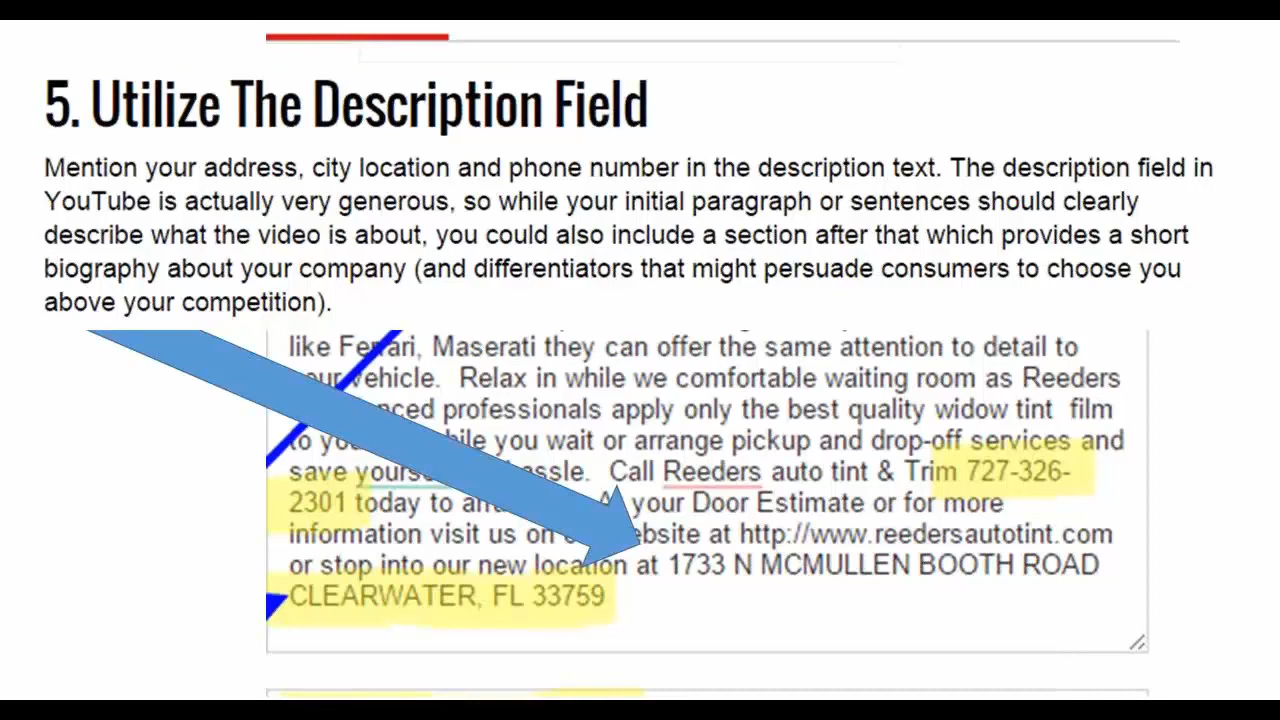 5. Utilize The Description Field
Mention your address, city location and phone number in the description text. The description field in
YouTube is actually very generous, so while your initial paragraph or sentences should clearly
describe what the video is about, you could also include a section after that which provides a short
biography about your company (and differentiators that might persuade consumers to choose you
above your competition).
like Ferrari, Maserati they can offer the same attention to detail to
vehicle. Relax in while we comfortable waiting room as Reeders
professionals apply only the best quality widow tint film
to you wait or arrange pickup and drop-off services and
save Call Reeders auto tint & Trim 727-326-
2301 today to your Door Estimate or for more
information visit us on website at http://www.reedersautotint.com
or stop into our new location at 1733 N MCMULLEN BOOTH ROAD
CLEARWATER, FL 33759